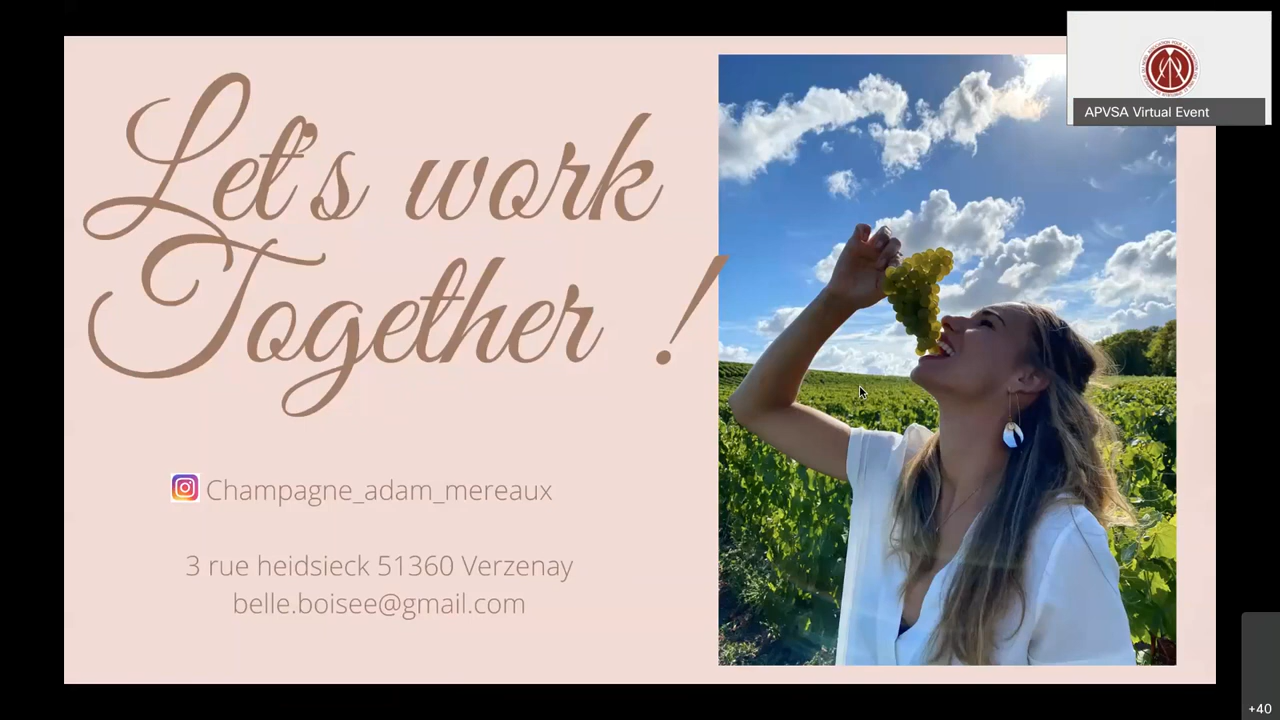 Let's work
Together !
Champagne_adam_mereaux
3 rue heidsieck 51360 Verzenay
belle.boisee@gmail.com
APVSA Virtual Event
+40